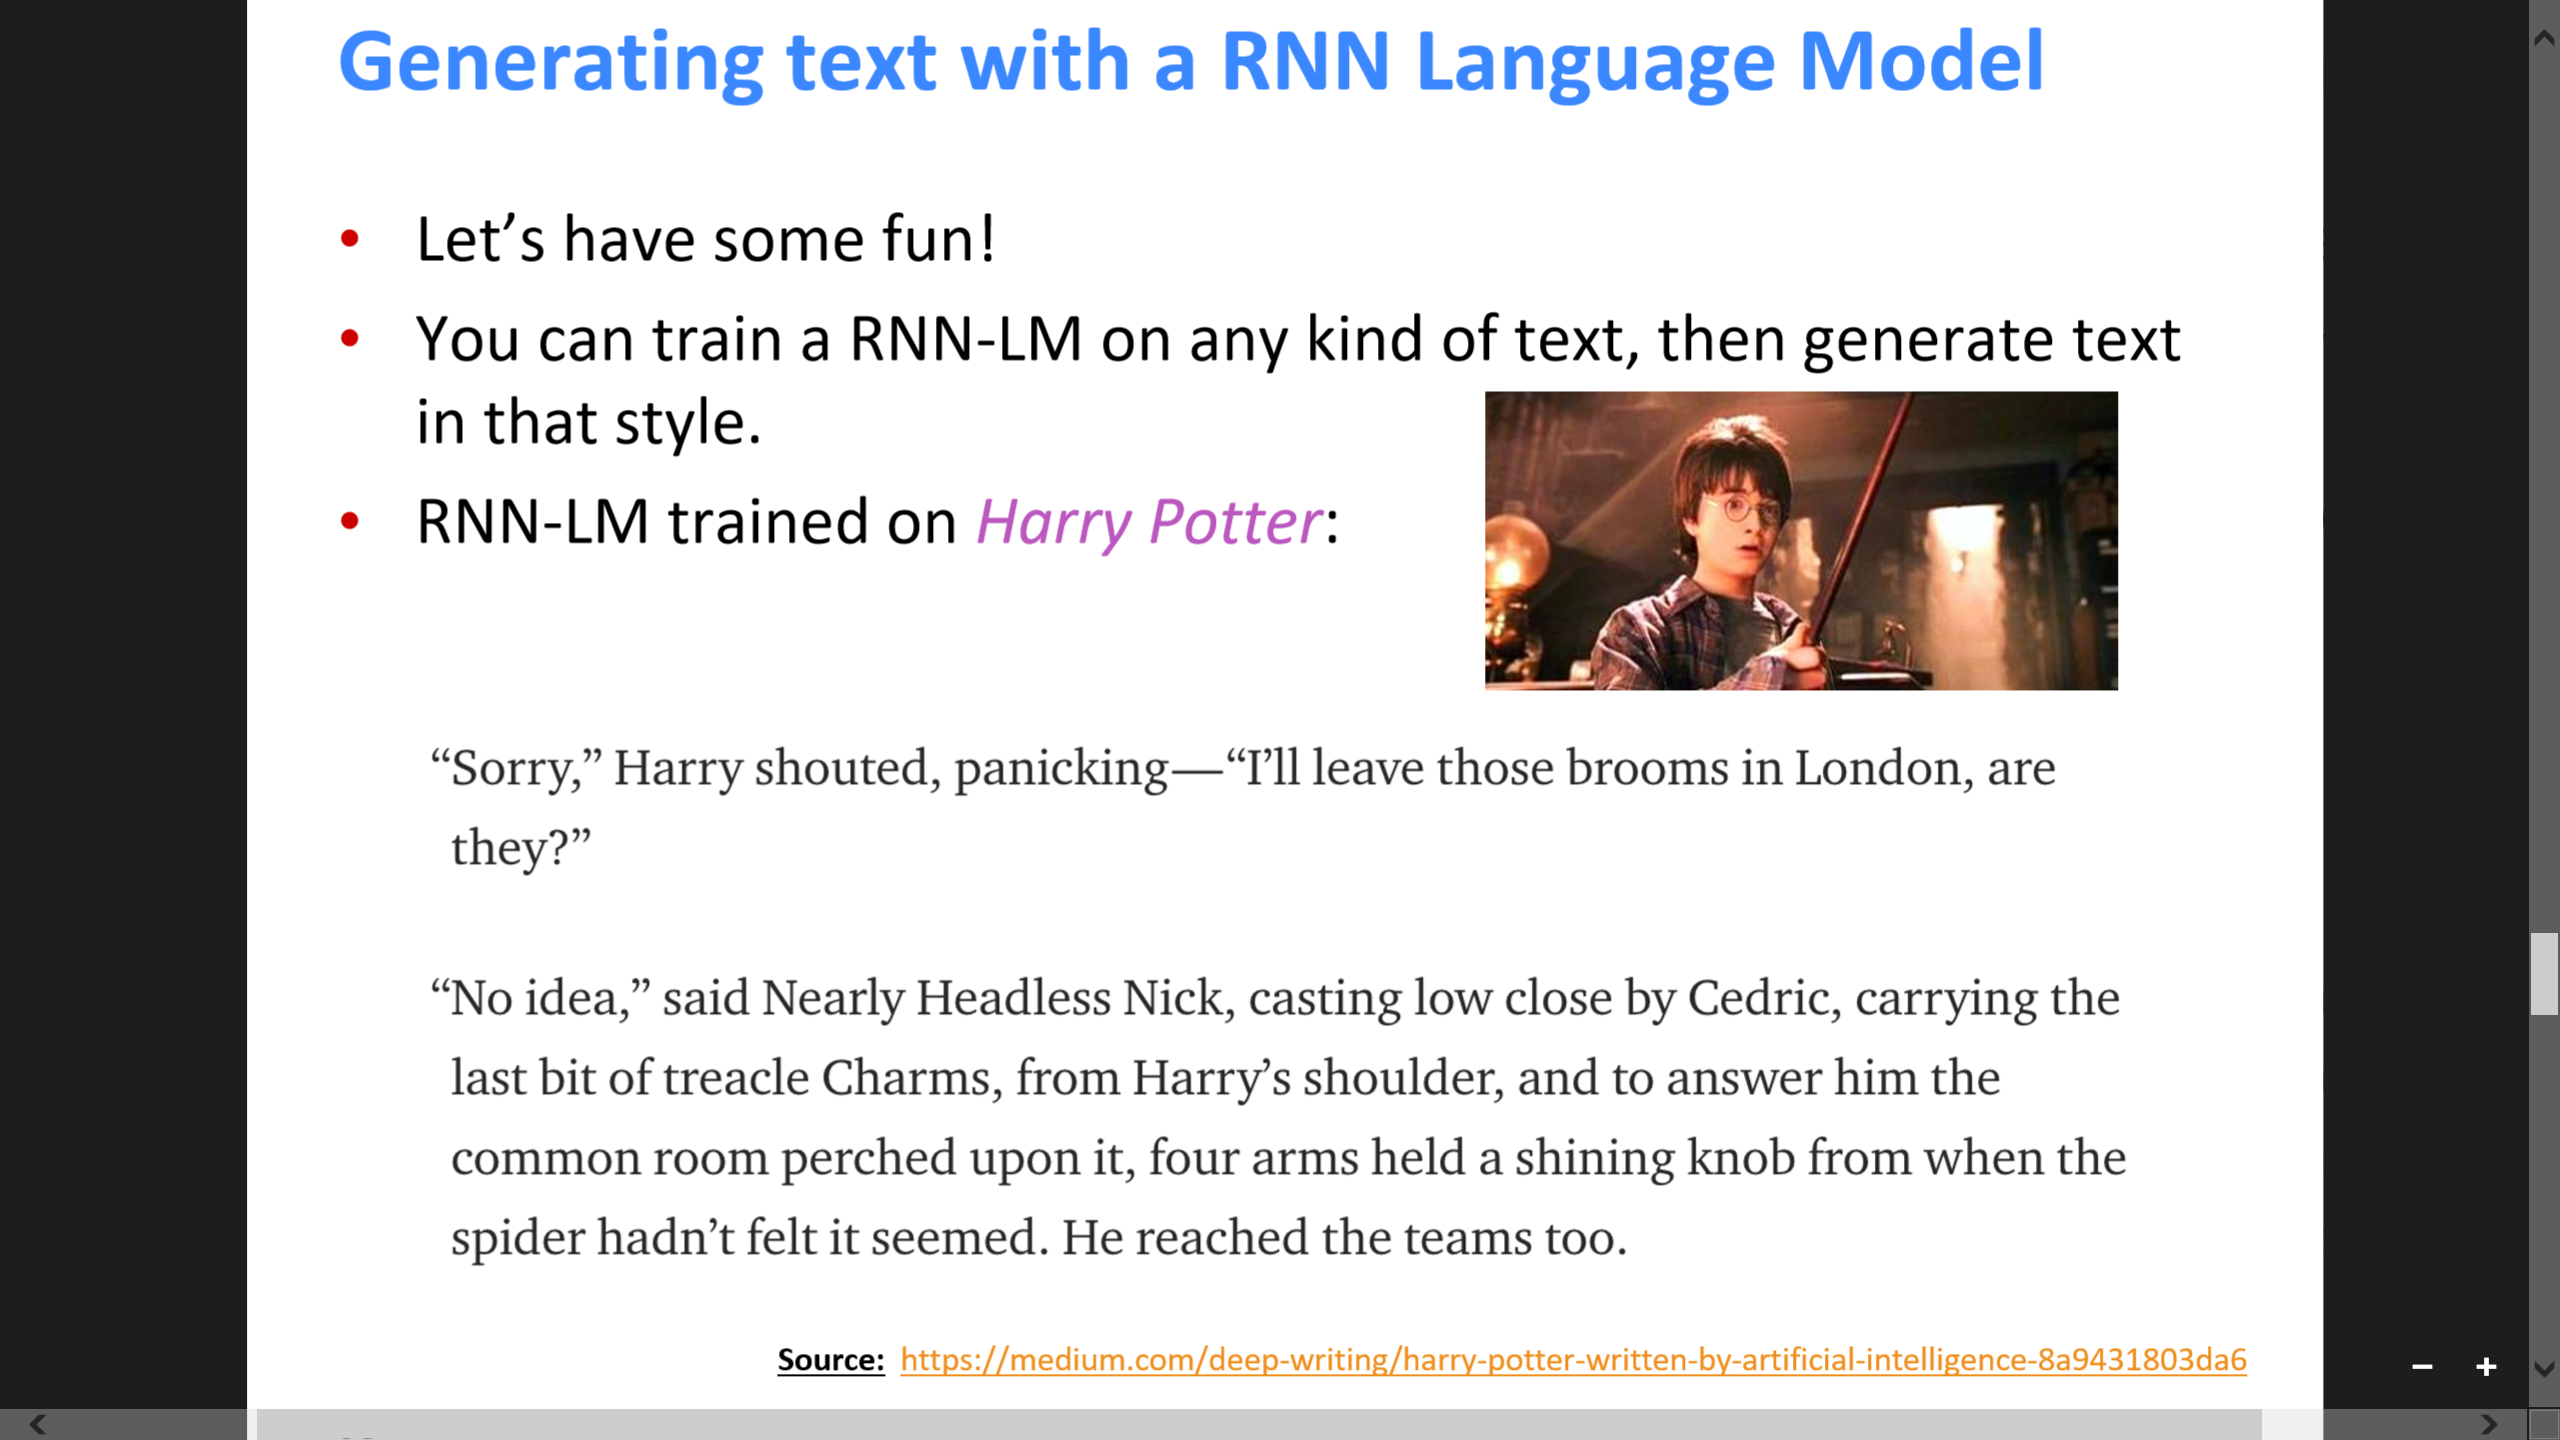 Generating text with a RNN Language Model
• Let’s have some fun!
• You can train a RNN-LM on any kind of text, then generate text
in that style.
• RNN-LM trained on Harry Potter:
“Sorry,” Harry shouted, panicking—“I’ll leave those brooms in London, are
they?”
“No idea,” said Nearly Headless Nick, casting low close by Cedric, carrying the
last bit of treacle Charms, from Harry’s shoulder, and to answer him the
common room perched upon it, four arms held a shining knob from when the
spider hadn’t felt it seemed. He reached the teams too.
Source: https://medium.com/deep-writing/harry-potter-written-by-artificial-intelligence-8a9431803da6